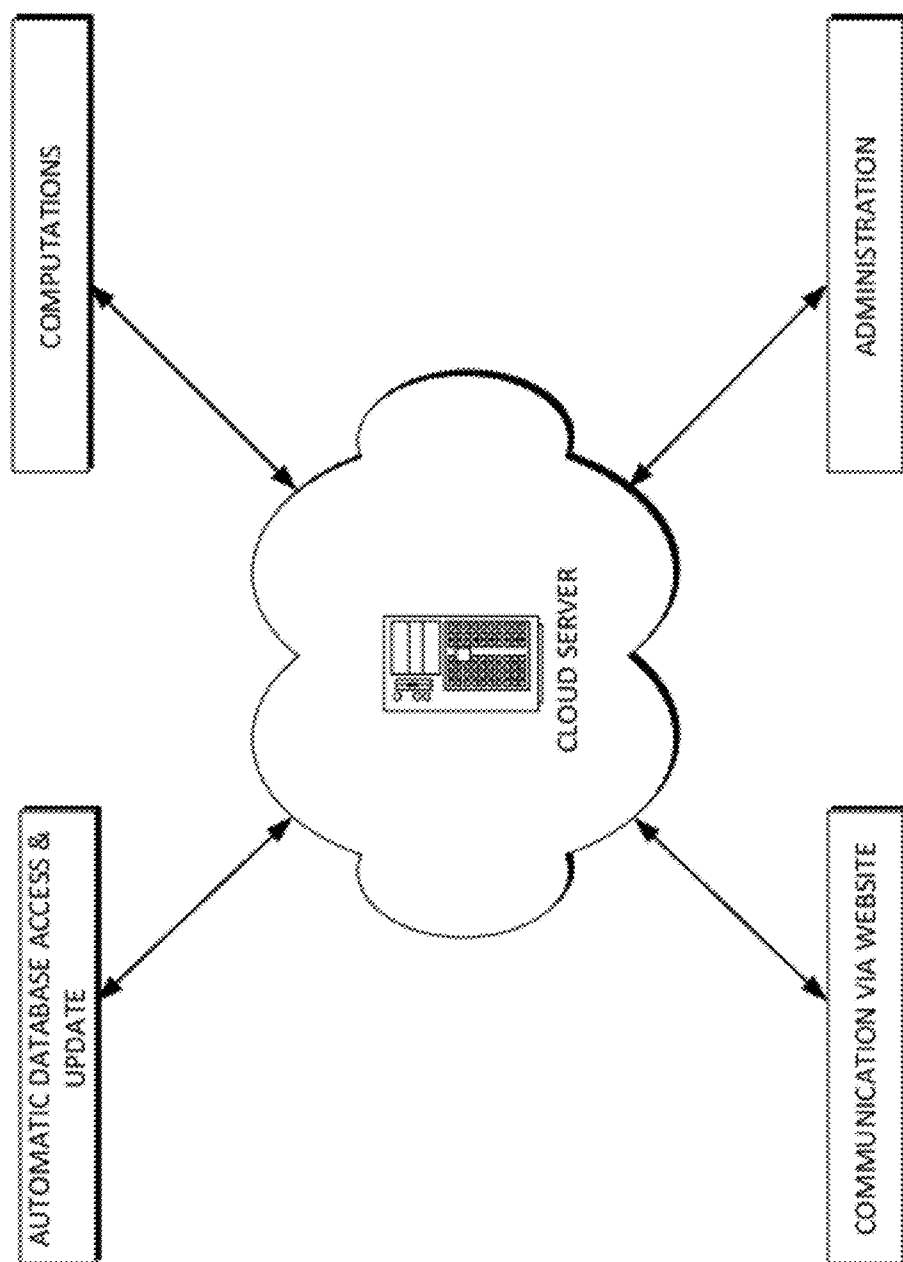 AUTOMATIC DATABASE ACCESS &
UPDATE
COMPUTATIONS
CLOUD SERVER
COMMUNICATION VIA WEBSITE
ADMINISTRATION